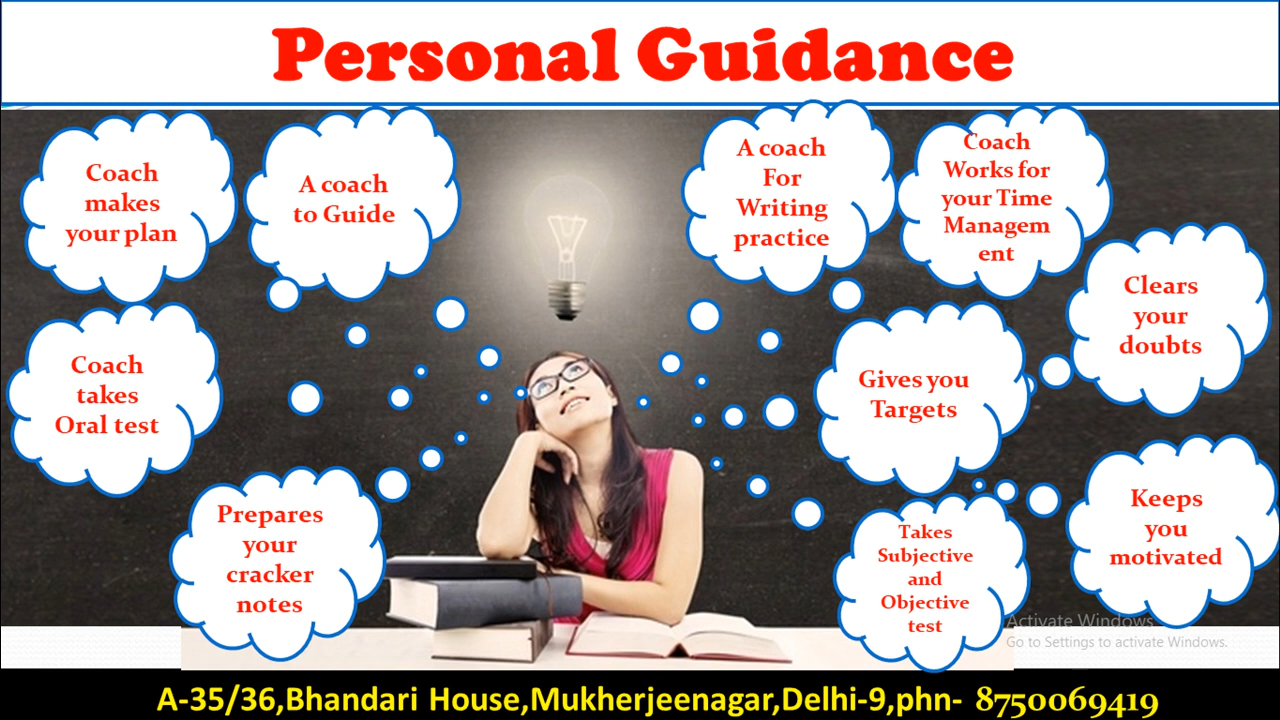 Personal Guidance
Coach
makes
your plan
A coach
to Guide
A coach
For
Writing
practice
Coach
Works for
your Time
Managem
ent
Clears
your
doubts
Coach
takes
Oral test
Gives you
Targets
Prepares
your
cracker
notes
Takes
Subjective
and
Objective
test
Keeps
you
motivated
Activate Windows
Go to Settings to activate Windows.
A-35/36,Bhandari House,Mukherjeenagar,Delhi-9,phn- 8750069419